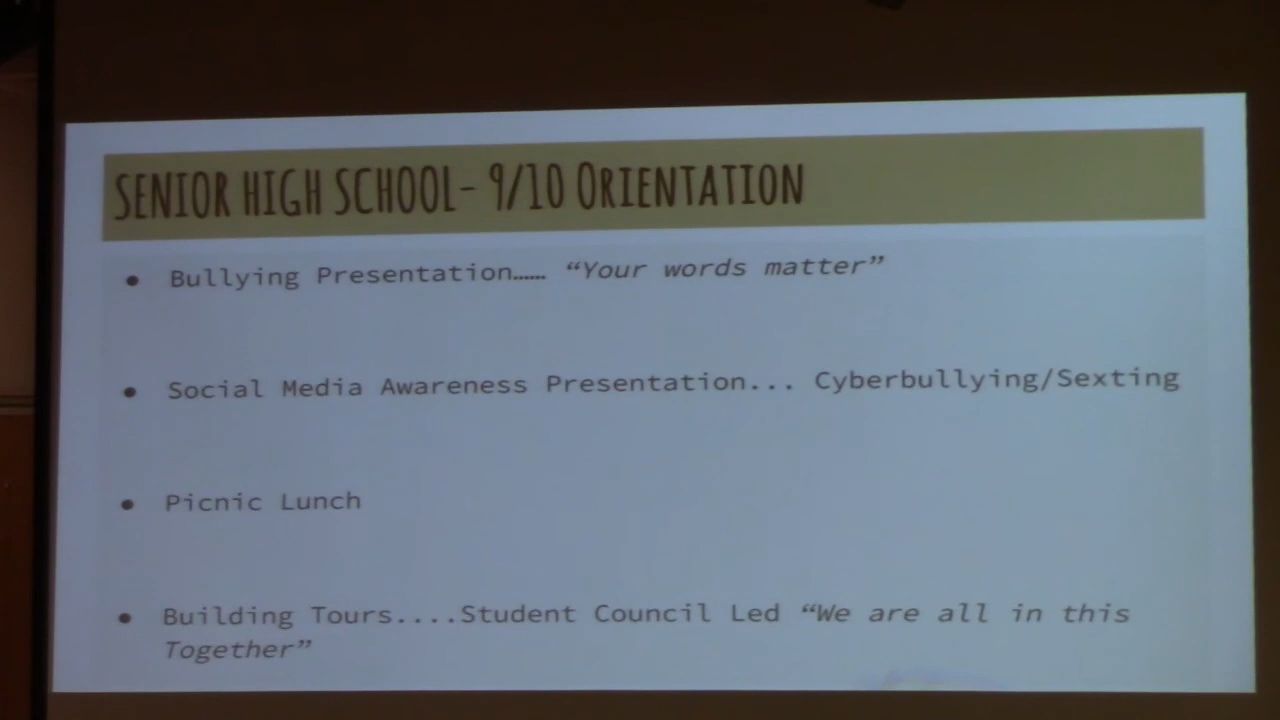 SENIOR HIGH SCHOOL- 9/10 ORIENTATION
● Bullying Presentation…… “Your words matter”
● Social Media Awareness Presentation... Cyberbullying/Sexting
● Picnic Lunch
● Building Tours....Student Council Led “We are all in this
Together”